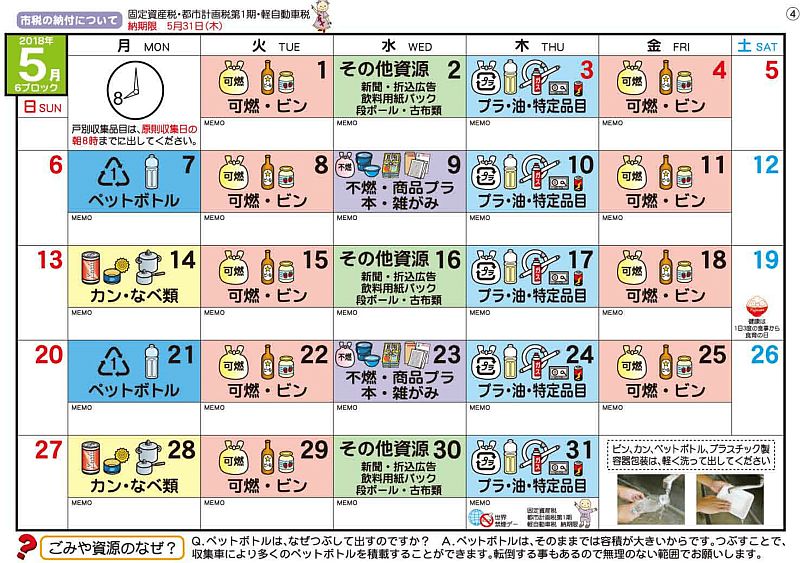 市税の納付について
固定資産税・都市計画税第1期・軽自動車税
納期限 5月31日(木)
④
2018年
5月
6ブロック
月 MON
火 TUE
水 WED
木 THU
金 FRI
土 SAT
日 SUN
8
戸別収集品目は、原則収集日の
朝8時までに出してください。
可燃 1
可燃・ビン
MEMO
その他資源 2
新聞・折込広告
飲料用紙パック
段ボール・古布類
MEMO
プラ 3
プラ・油・特定品目
MEMO
可燃 4
可燃・ビン
MEMO
5
6
1 7
ペットボトル
MEMO
可燃 8
可燃・ビン
MEMO
不燃 9
不燃・商品プラ
本・雑がみ
MEMO
プラ 10
プラ・油・特定品目
MEMO
可燃 11
可燃・ビン
MEMO
12
13
14
カン・なべ類
MEMO
可燃 15
可燃・ビン
MEMO
その他資源 16
新聞・折込広告
飲料用紙パック
段ボール・古布類
MEMO
プラ 17
プラ・油・特定品目
MEMO
可燃 18
可燃・ビン
MEMO
19
健康は
1日3度の食事から
食育の日
20
1 21
ペットボトル
MEMO
可燃 22
可燃・ビン
MEMO
不燃 23
不燃・商品プラ
本・雑がみ
MEMO
プラ 24
プラ・油・特定品目
MEMO
可燃 25
可燃・ビン
MEMO
26
27
28
カン・なべ類
MEMO
可燃 29
可燃・ビン
MEMO
その他資源 30
新聞・折込広告
飲料用紙パック
段ボール・古布類
MEMO
プラ 31
プラ・油・特定品目
MEMO
世界
禁煙デー
固定資産税
都市計画税第1期
軽自動車税 納期限
ビン、カン、ペットボトル、プラスチック製
容器包装は、軽く洗って出してください
? ごみや資源のなぜ?
Q.ペットボトルは、なぜつぶして出すのですか? A.ペットボトルは、そのままでは容積が大きいからです。つぶすことで、
収集車により多くのペットボトルを積載することができます。転倒する事もあるので無理のない範囲でお願いします。